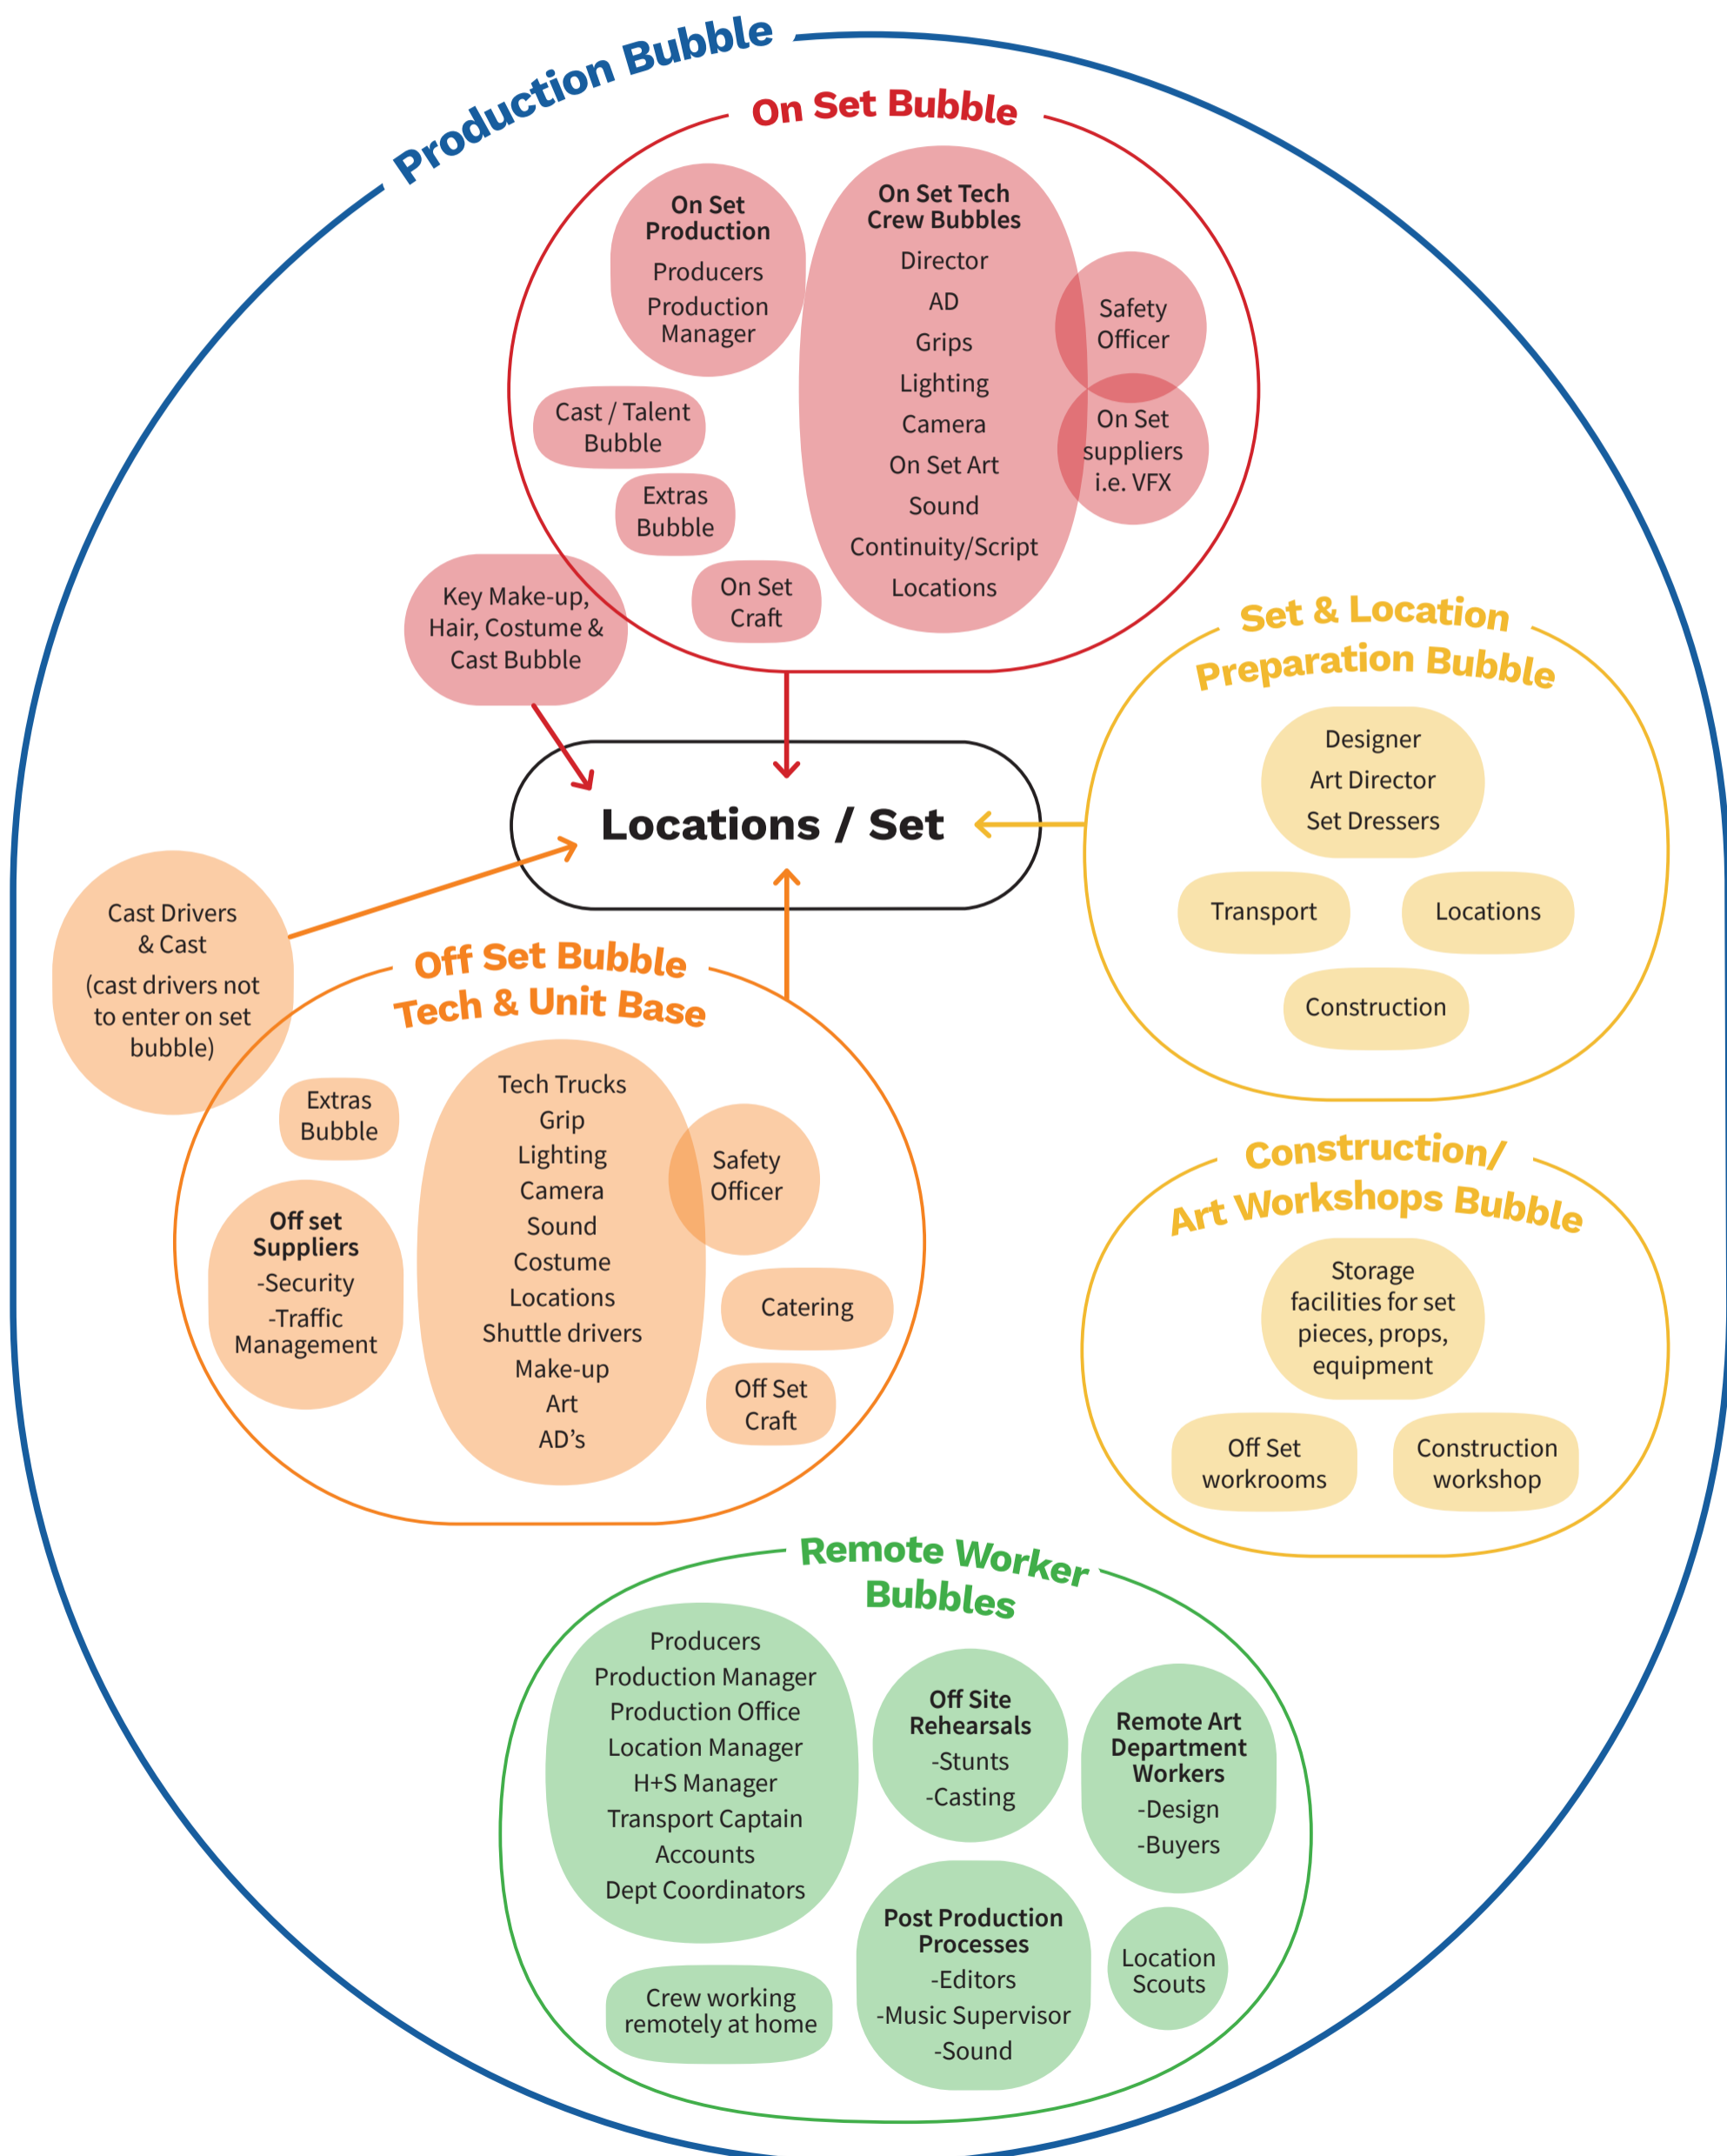 Production Bubble
On Set Bubble
On Set
Production
Producers
Production
Manager
On Set Tech
Crew Bubbles
Director
AD
Grips
Lighting
Camera
On Set Art
Sound
Continuity/Script
Locations
Safety
Officer
On Set
suppliers
i.e. VFX
Cast / Talent
Bubble
Extras
Bubble
On Set
Craft
Key Make-up,
Hair, Costume &
Cast Bubble
Set & Location
Preparation Bubble
Designer
Art Director
Set Dressers
Transport
Locations
Construction
Locations / Set
Cast Drivers
& Cast
(cast drivers not
to enter on set
bubble)
Off Set Bubble
Tech & Unit Base
Extras
Bubble
Off set
Suppliers
-Security
-Traffic
Management
Tech Trucks
Grip
Lighting
Camera
Sound
Costume
Locations
Shuttle drivers
Make-up
Art
AD’s
Safety
Officer
Catering
Off Set
Craft
Construction/
Art Workshops Bubble
Storage
facilities for set
pieces, props,
equipment
Off Set
workrooms
Construction
workshop
Remote Worker
Bubbles
Producers
Production Manager
Production Office
Location Manager
H+S Manager
Transport Captain
Accounts
Dept Coordinators
Off Site
Rehearsals
-Stunts
-Casting
Remote Art
Department
Workers
-Design
-Buyers
Crew working
remotely at home
Post Production
Processes
-Editors
-Music Supervisor
-Sound
Location
Scouts